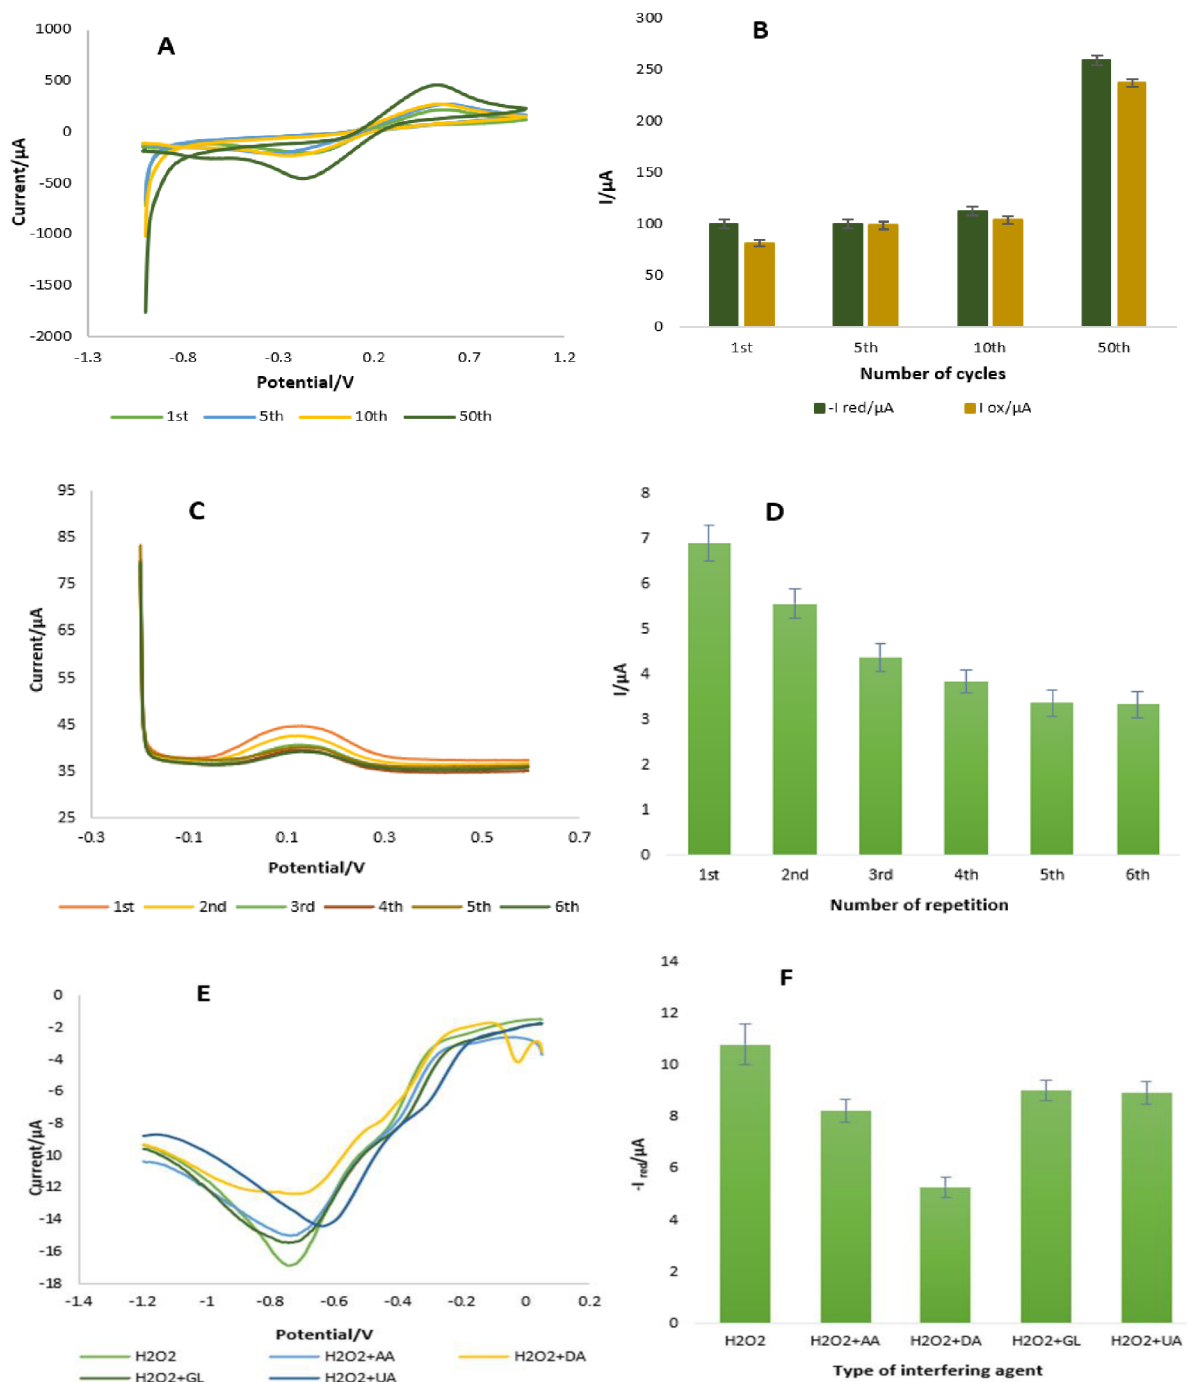 A
1000
500
0
-500
-1000
-1500
-2000
Current/µA
-1.3
-0.8
-0.3
0.2
0.7
1.2
Potential/V
1st
5th
10th
50th
B
300
250
200
150
100
50
0
I/µA
1st
5th
10th
50th
Number of cycles
-I red/µA
I ox/µA
C
95
85
75
65
55
45
35
25
Current/µA
-0.3
-0.1
0.1
0.3
0.5
0.7
Potential/V
1st
2nd
3rd
4th
5th
6th
D
8
7
6
5
4
3
2
1
0
I/µA
1st
2nd
3rd
4th
5th
6th
Number of repetition
E
0
-2
-4
-6
-8
10
-12
-14
-16
-18
Current/µA
-1.4
-1.2
-1
-0.8
-0.6
-0.4
-0.2
0
0.2
Potential/V
H2O2
H2O2+AA
H2O2+DA
H2O2+GL
H2O2+UA
F
14
12
10
8
6
4
2
0
-I red/µA
H2O2
H2O2+AA
H2O2+DA
H2O2+GL
H2O2+UA
Type of interfering agent